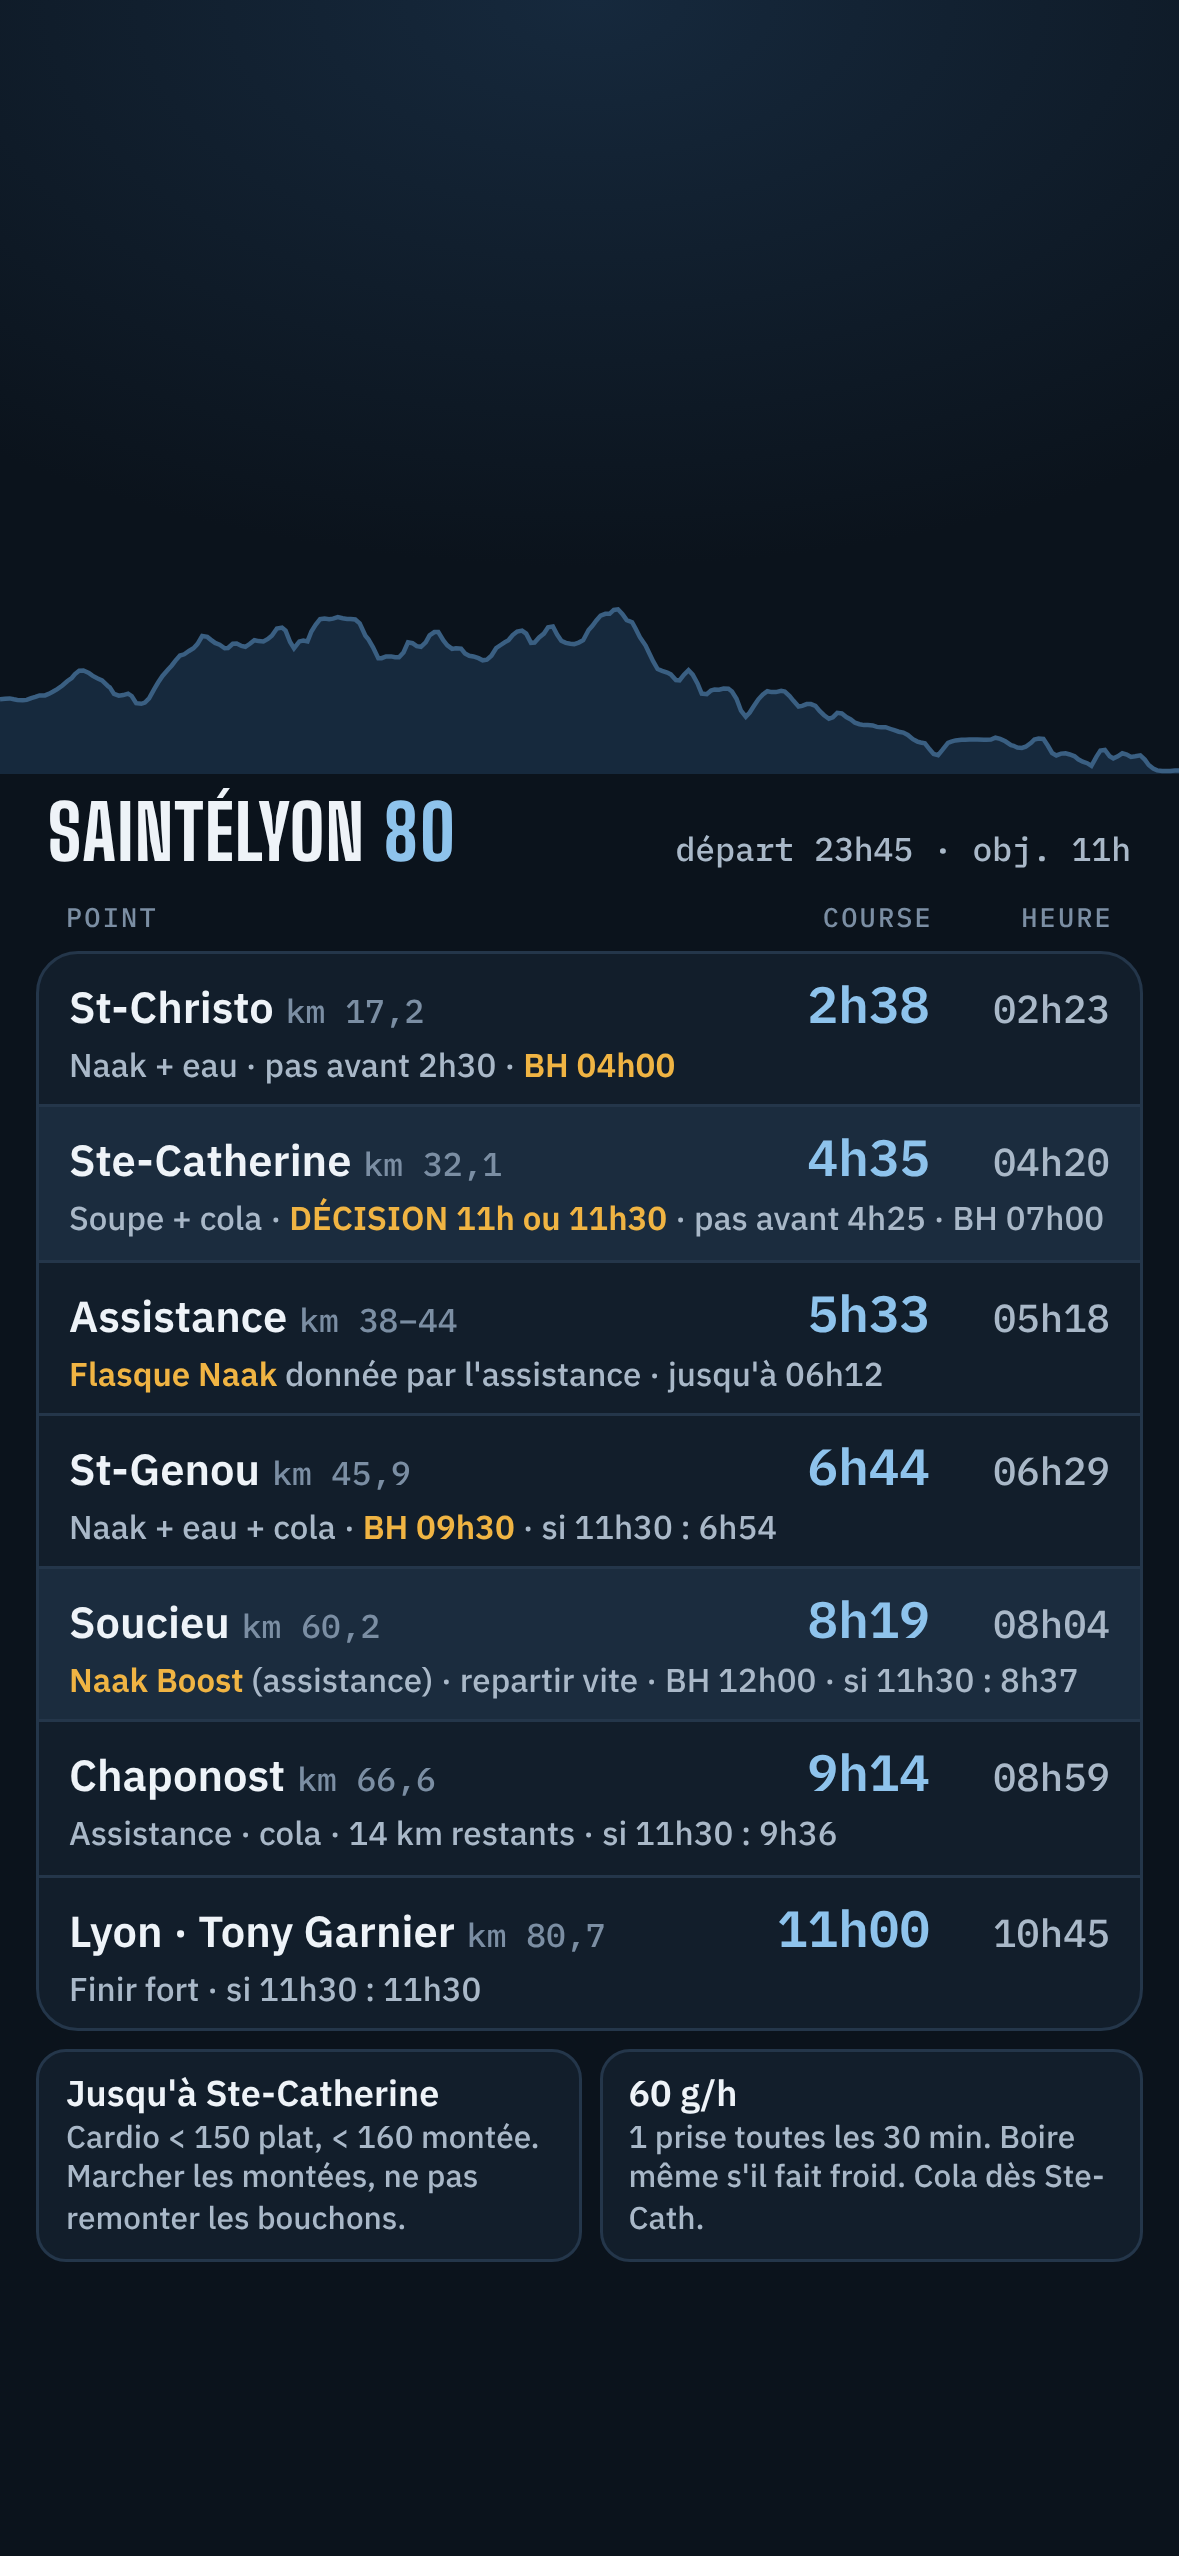 SAINTÉLYON 80
départ 23h45 · obj. 11h
POINT COURSE HEURE
St-Christo km 17,2 2h38 02h23
Naak + eau · pas avant 2h30 · BH 04h00
Ste-Catherine km 32,1 4h35 04h20
Soupe + cola · DÉCISION 11h ou 11h30 · pas avant 4h25 · BH 07h00
Assistance km 38–44 5h33 05h18
Flasque Naak donnée par l'assistance · jusqu'à 06h12
St-Genou km 45,9 6h44 06h29
Naak + eau + cola · BH 09h30 · si 11h30 : 6h54
Soucieu km 60,2 8h19 08h04
Naak Boost (assistance) · repartir vite · BH 12h00 · si 11h30 : 8h37
Chaponost km 66,6 9h14 08h59
Assistance · cola · 14 km restants · si 11h30 : 9h36
Lyon · Tony Garnier km 80,7 11h00 10h45
Finir fort · si 11h30 : 11h30
Jusqu'à Ste-Catherine
Cardio < 150 plat, < 160 montée.
Marcher les montées, ne pas
remonter les bouchons.
60 g/h
1 prise toutes les 30 min. Boire
même s'il fait froid. Cola dès Ste-
Cath.